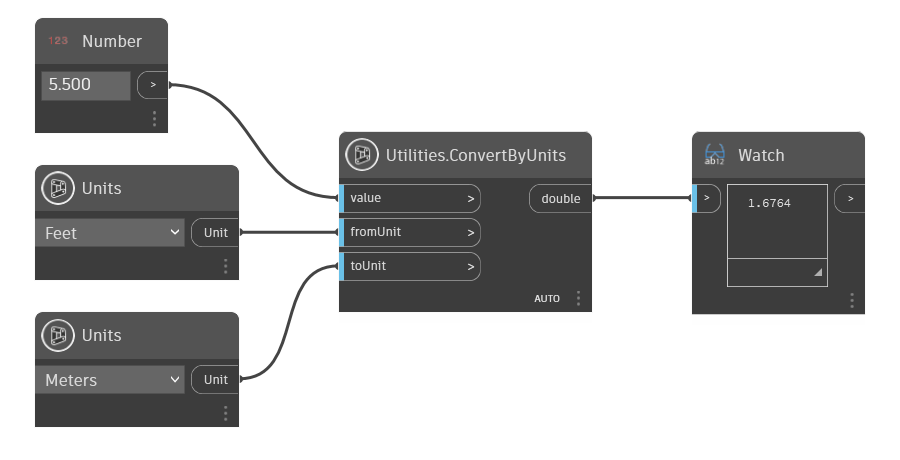 123 Number
5.500 >
Units
Feet Unit
Units
Meters Unit
Utilities.ConvertByUnits
value > double
fromUnit >
toUnit >
AUTO
ab12 Watch
> 1.6764 >